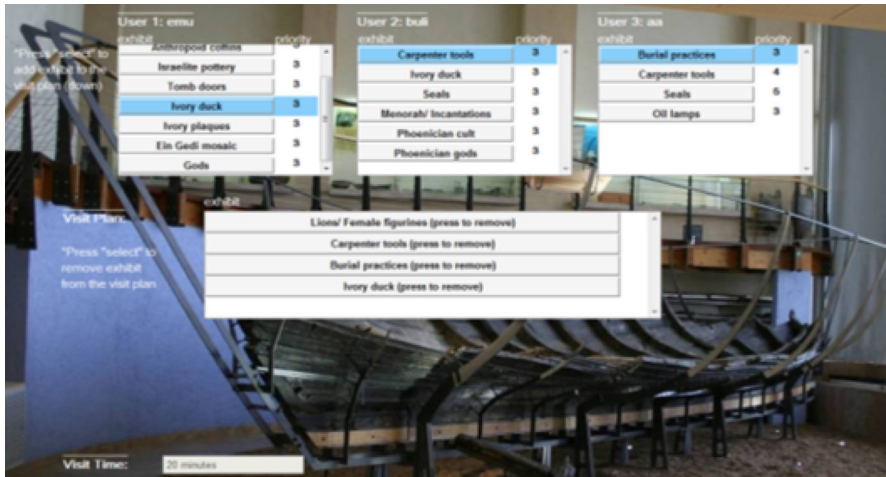 User 1: emu
exhibit priority
Anthropoid coffins 3
Israelite pottery 3
Tomb doors 3
Ivory duck 3
Ivory plaques 3
Ein Gedi mosaic 3
Gods 3
User 2: buli
exhibit priority
Carpenter tools 3
Ivory duck 3
Seals 3
Menorah/ Incantations 3
Phoenician cult 3
Phoenician gods 3
User 3: aa
exhibit priority
Burial practices 3
Carpenter tools 4
Seals 5
Oil lamps 3
"Press "select" to
add exhibit to the
visit plan (down)
Visit Plan:
"Press "select" to
remove exhibit
from the visit plan
exhibit
Lions/ Female figurines (press to remove)
Carpenter tools (press to remove)
Burial practices (press to remove)
Ivory duck (press to remove)
Visit Time:
20 minutes